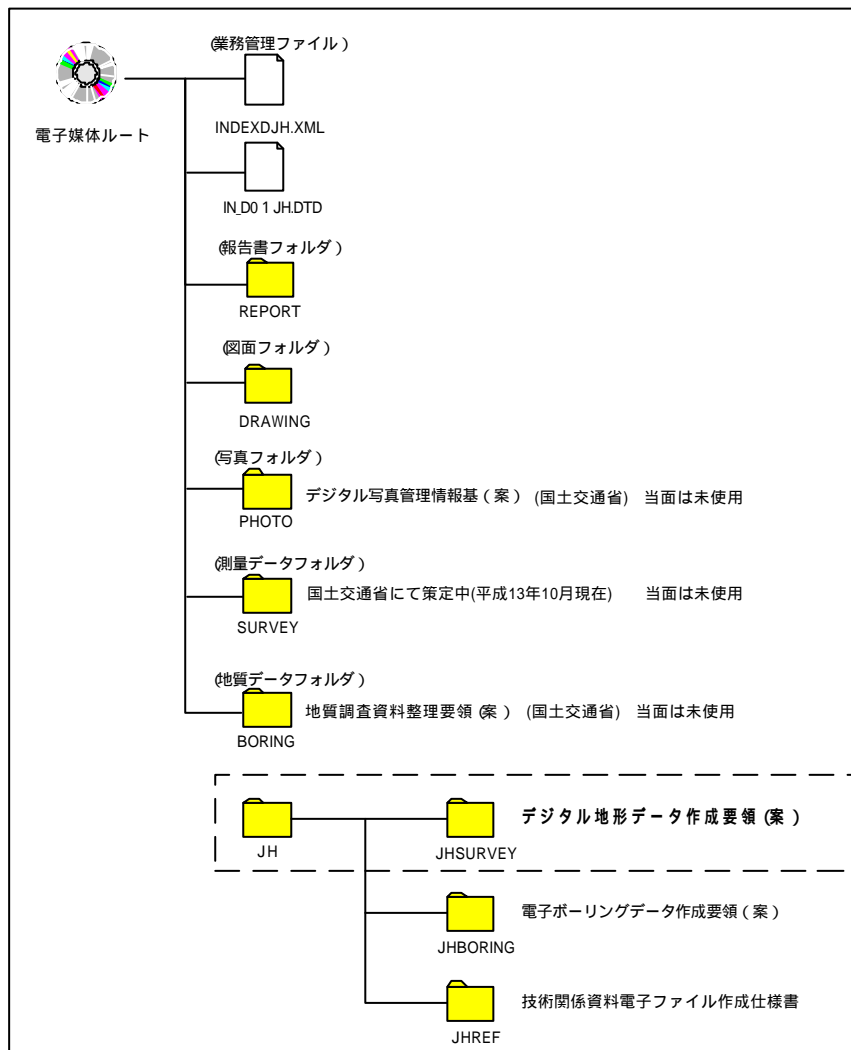 (業務管理ファイル)
電子媒体ルート
INDEXDJH.XML
IN_D01JH.DTD
(報告書フォルダ)
REPORT
(図面フォルダ)
DRAWING
(写真フォルダ)
デジタル写真管理情報基(案) (国土交通省) 当面は未使用
PHOTO
(測量データフォルダ)
国土交通省にて策定中(平成13年10月現在) 当面は未使用
SURVEY
(地質データフォルダ)
地質調査資料整理要領(案) (国土交通省) 当面は未使用
BORING
デジタル地形データ作成要領(案)
JH
JHSURVEY
電子ボーリングデータ作成要領(案)
JHBORING
技術関係資料電子ファイル作成仕様書
JHREF